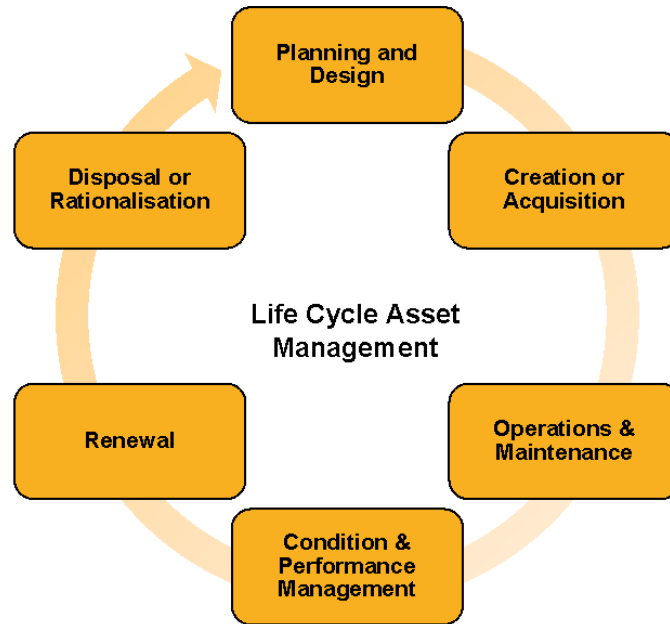 Planning and
Design
Creation or
Acquisition
Operations &
Maintenance
Condition &
Performance
Management
Renewal
Disposal or
Rationalisation
Life Cycle Asset
Management